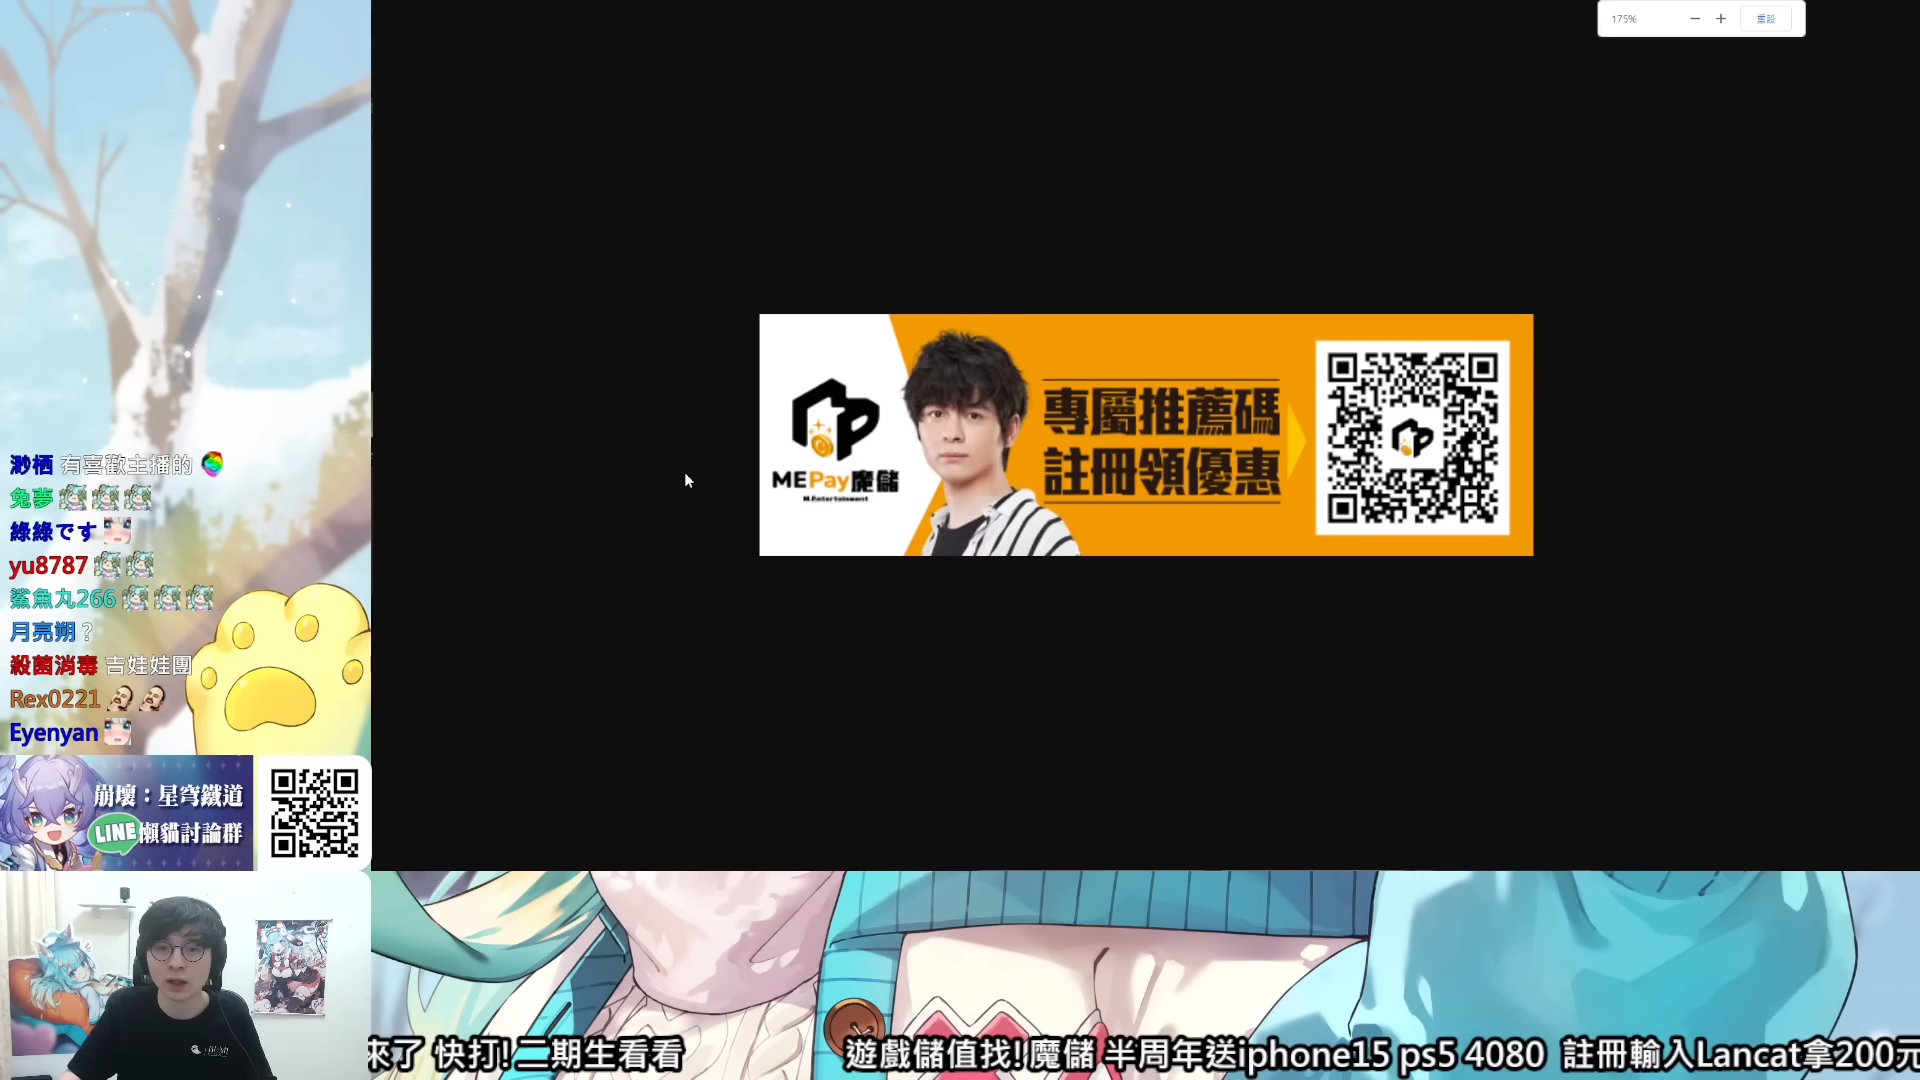 175%
重設
MEPay魔儲
M.Entertainment
專屬推薦碼
註冊領優惠
渺栖 有喜歡主播的
兔夢
綠綠です
yu8787
鯊魚丸266
月亮朔？
殺菌消毒 吉娃娃團
Rex0221
Eyenyan
崩壞：星穹鐵道
LINE懶貓討論群
來了 快打! 二期生看看
遊戲儲值找! 魔儲 半周年送iphone15 ps5 4080 註冊輸入Lancat拿200元